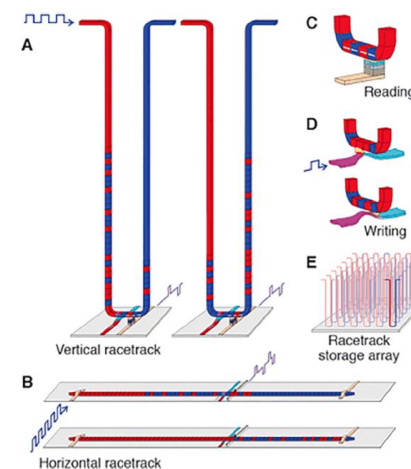 A
C
Reading
D
Writing
E
Racetrack
storage array
Vertical racetrack
B
Horizontal racetrack